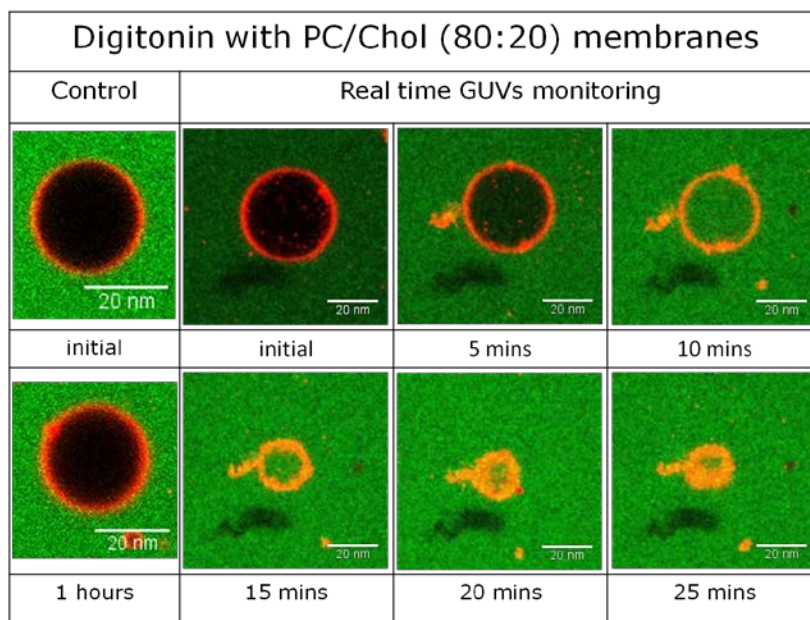 Digitonin with PC/Chol (80:20) membranes
Control
Real time GUVs monitoring
20 nm
20 nm
20 nm
20 nm
initial
initial
5 mins
10 mins
20 nm
20 nm
20 nm
20 nm
1 hours
15 mins
20 mins
25 mins